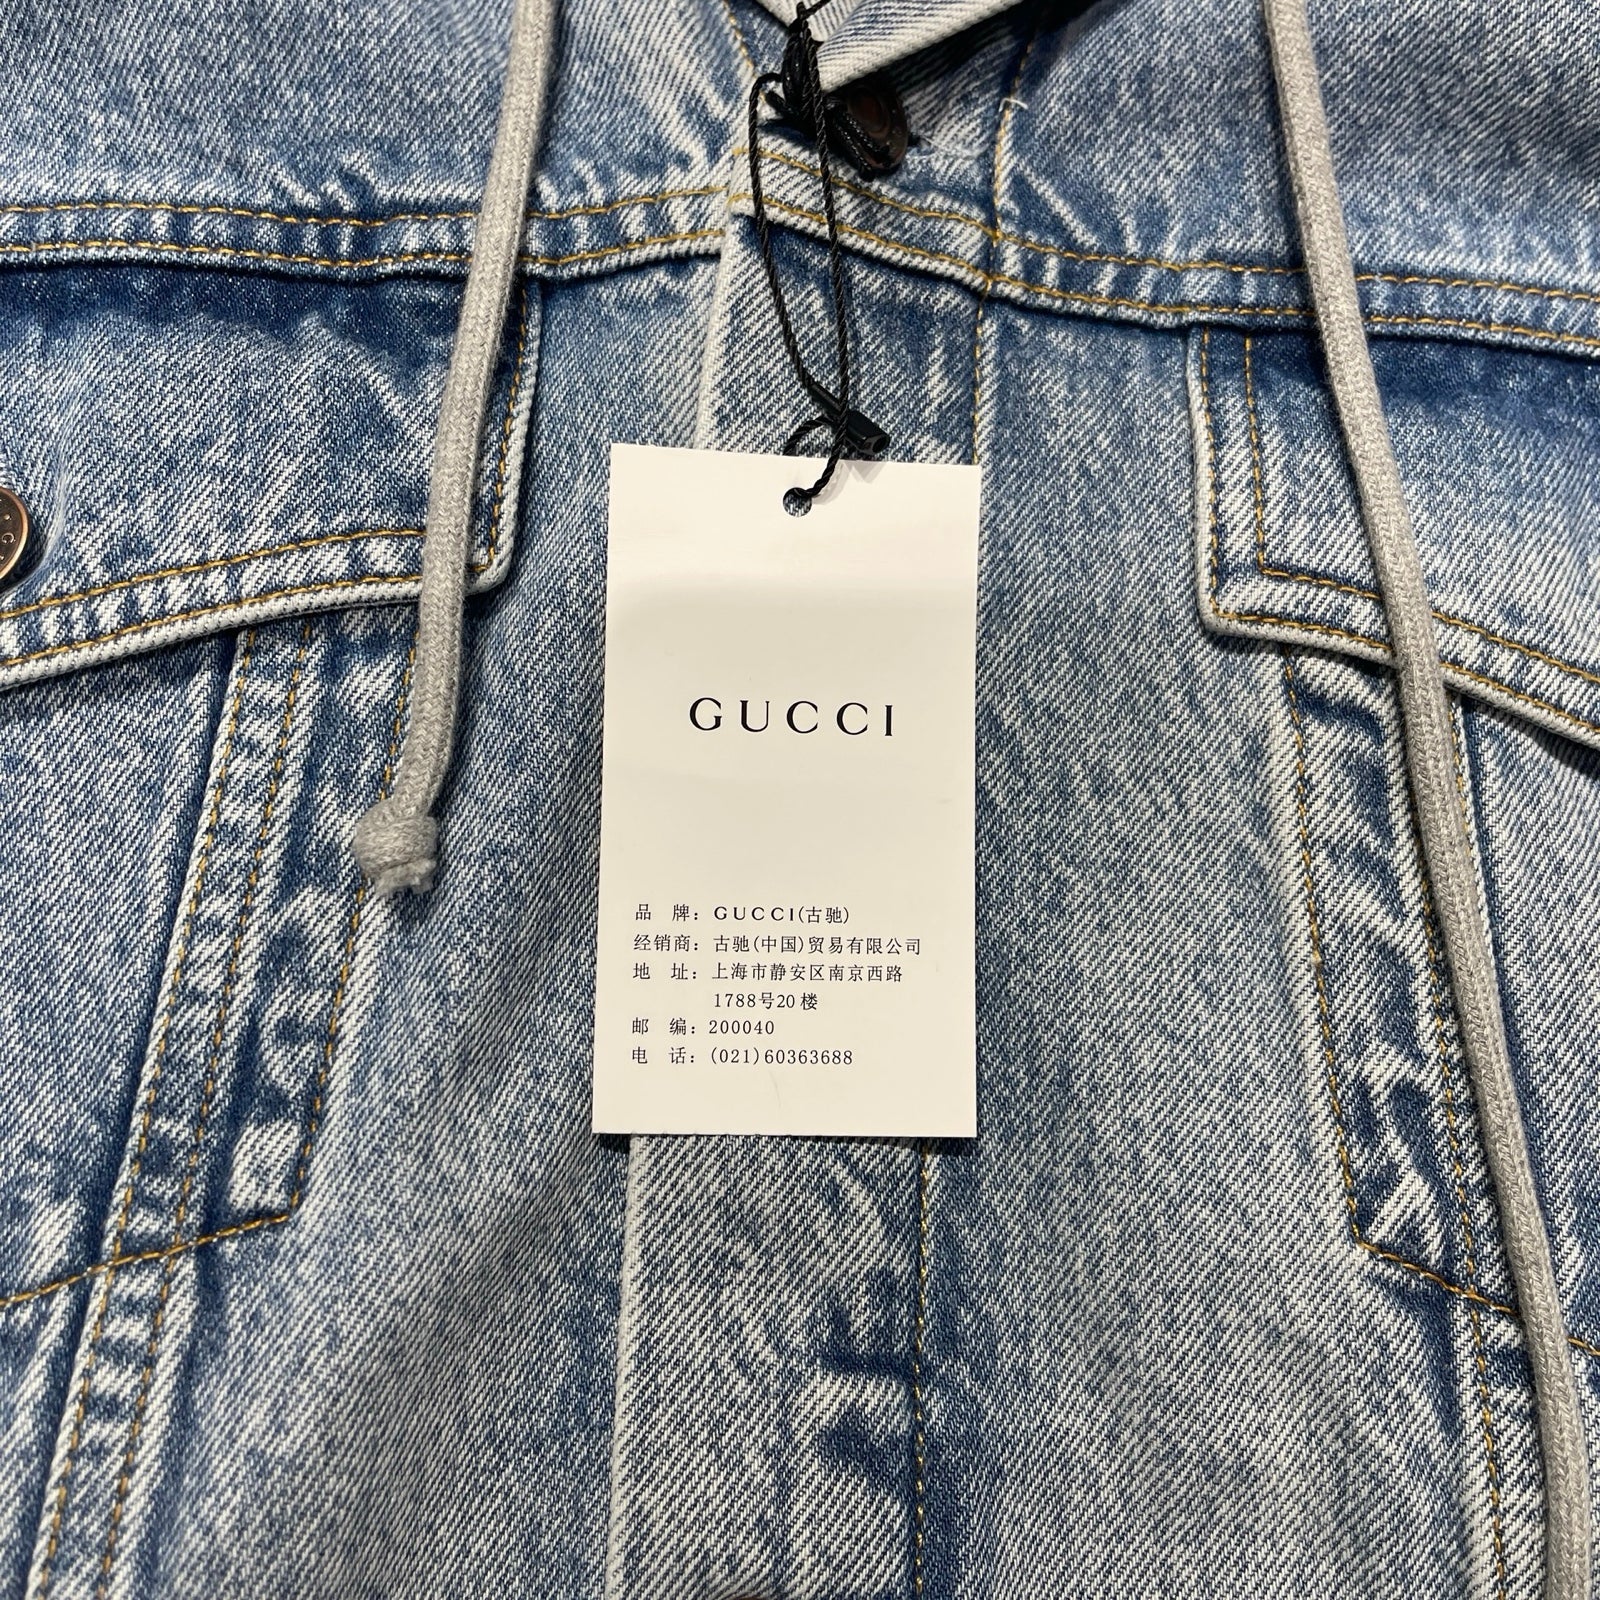 GUCCI
品 牌：GUCCI(古驰)
经销商：古驰(中国)贸易有限公司
地 址：上海市静安区南京西路
1788号20 楼
邮 编：200040
电 话：(021)60363688